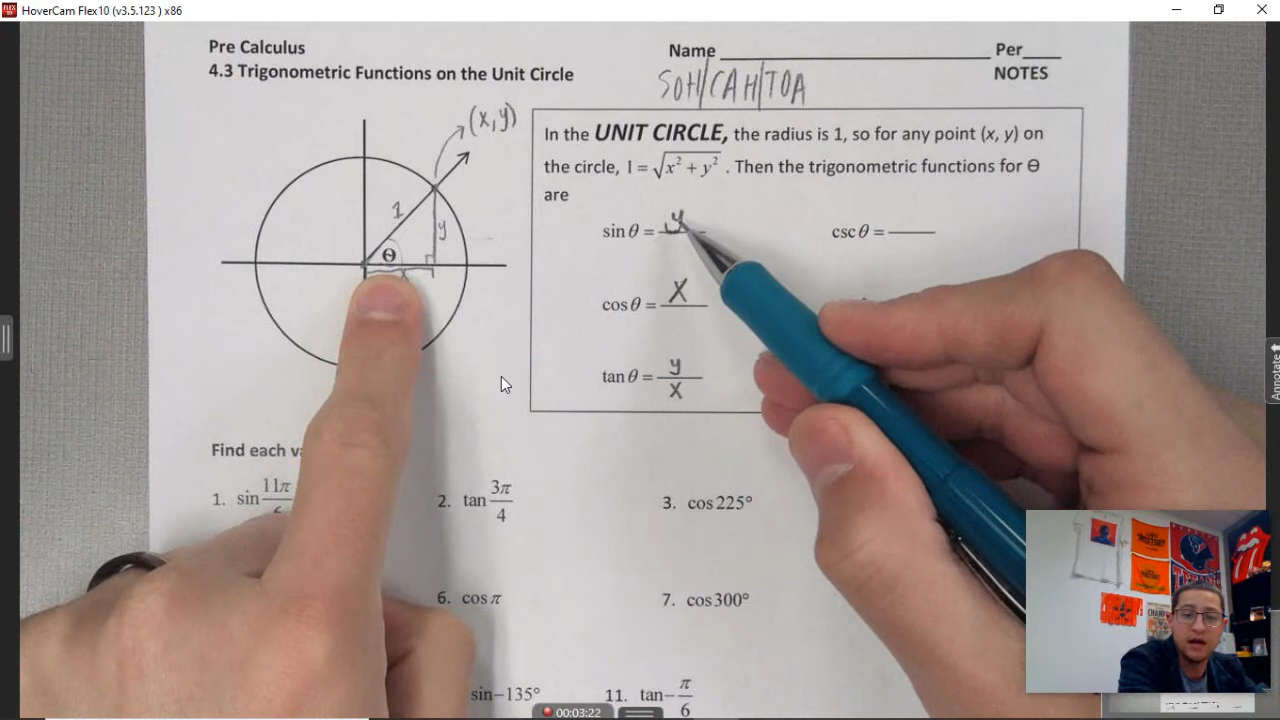 HoverCam Flex10 (v3.5.123) x86
Pre Calculus
Name Per
4.3 Trigonometric Functions on the Unit Circle
NOTES
SOH/CAH/TOA
(x,y)
1
y
Θ
In the UNIT CIRCLE, the radius is 1, so for any point (x, y) on
the circle, 1 = √x² + y² . Then the trigonometric functions for Θ
are
sin θ = y
csc θ =
cos θ = x
tan θ = y/x
Find each
1. sin 11π
2. tan 3π/4
3. cos 225°
6. cos π
7. cos 300°
sin−135°
11. tan−π/6
Annotate
00:03:22